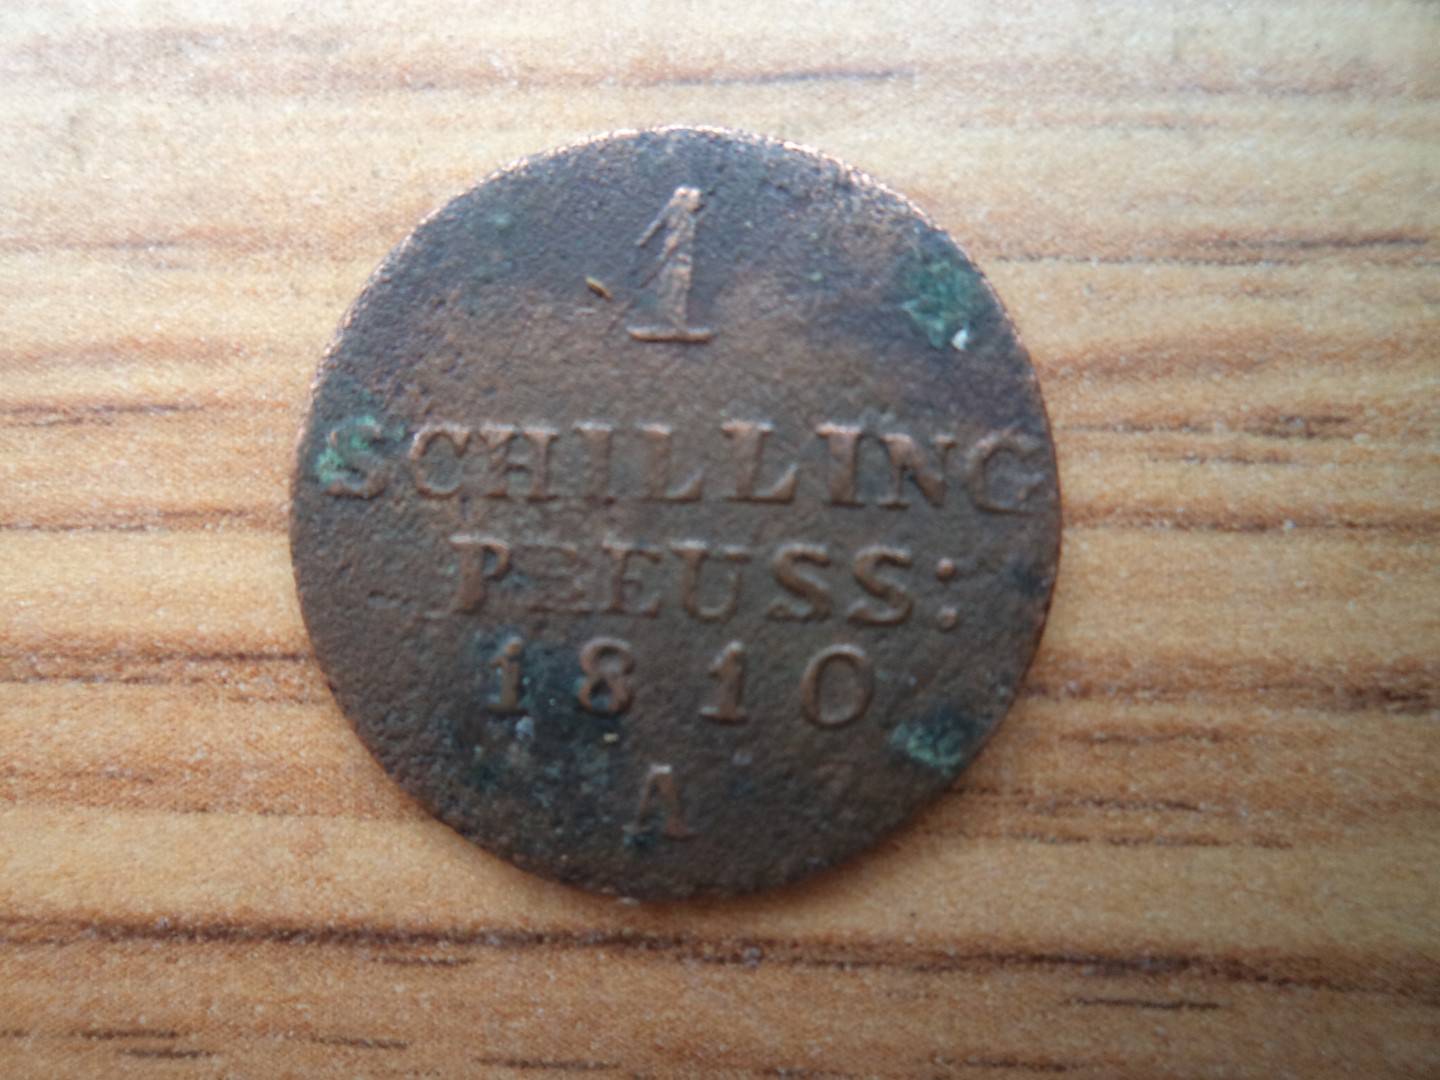 1
SCHILLING
PREUSS:
1810
A